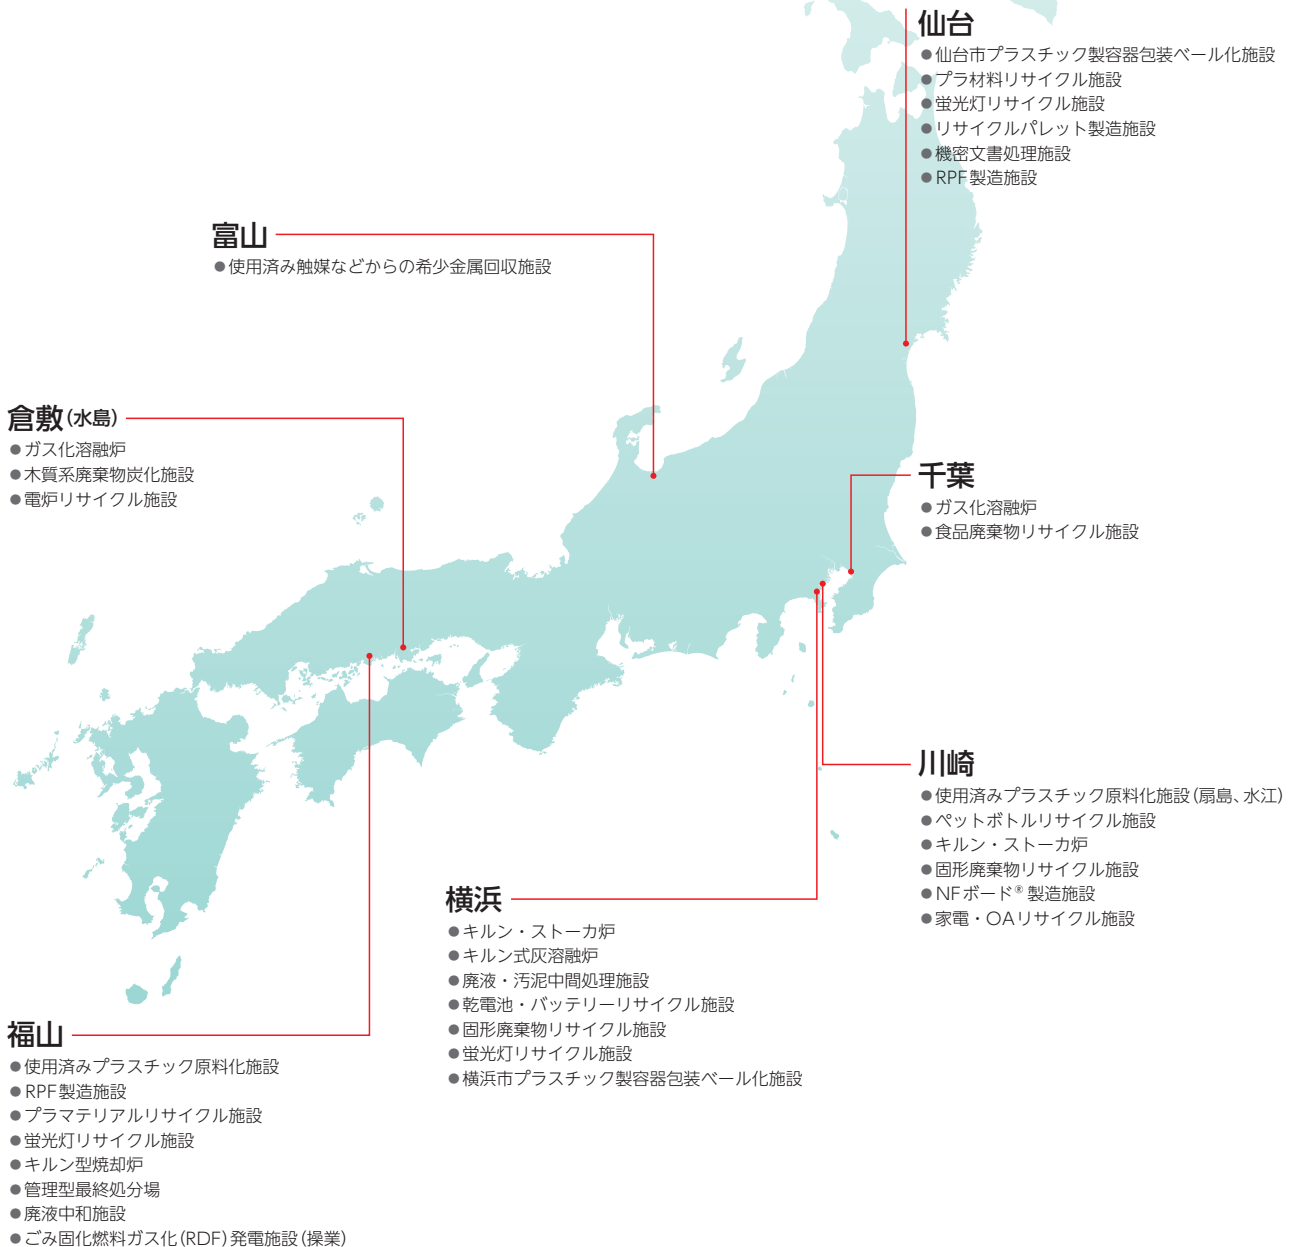 仙台
●仙台市プラスチック製容器包装ベール化施設
●プラ材料リサイクル施設
●蛍光灯リサイクル施設
●リサイクルパレット製造施設
●機密文書処理施設
●RPF製造施設
富山
●使用済み触媒などからの希少金属回収施設
倉敷(水島)
●ガス化溶融炉
●木質系廃棄物炭化施設
●電炉リサイクル施設
千葉
●ガス化溶融炉
●食品廃棄物リサイクル施設
川崎
●使用済みプラスチック原料化施設(扇島、水江)
●ペットボトルリサイクル施設
●キルン・ストーカ炉
●固形廃棄物リサイクル施設
●NFボード® 製造施設
●家電・OAリサイクル施設
横浜
●キルン・ストーカ炉
●キルン式灰溶融炉
●廃液・汚泥中間処理施設
●乾電池・バッテリーリサイクル施設
●固形廃棄物リサイクル施設
●蛍光灯リサイクル施設
●横浜市プラスチック製容器包装ベール化施設
福山
●使用済みプラスチック原料化施設
●RPF製造施設
●プラマテリアルリサイクル施設
●蛍光灯リサイクル施設
●キルン型焼却炉
●管理型最終処分場
●廃液中和施設
●ごみ固化燃料ガス化(RDF)発電施設(操業)